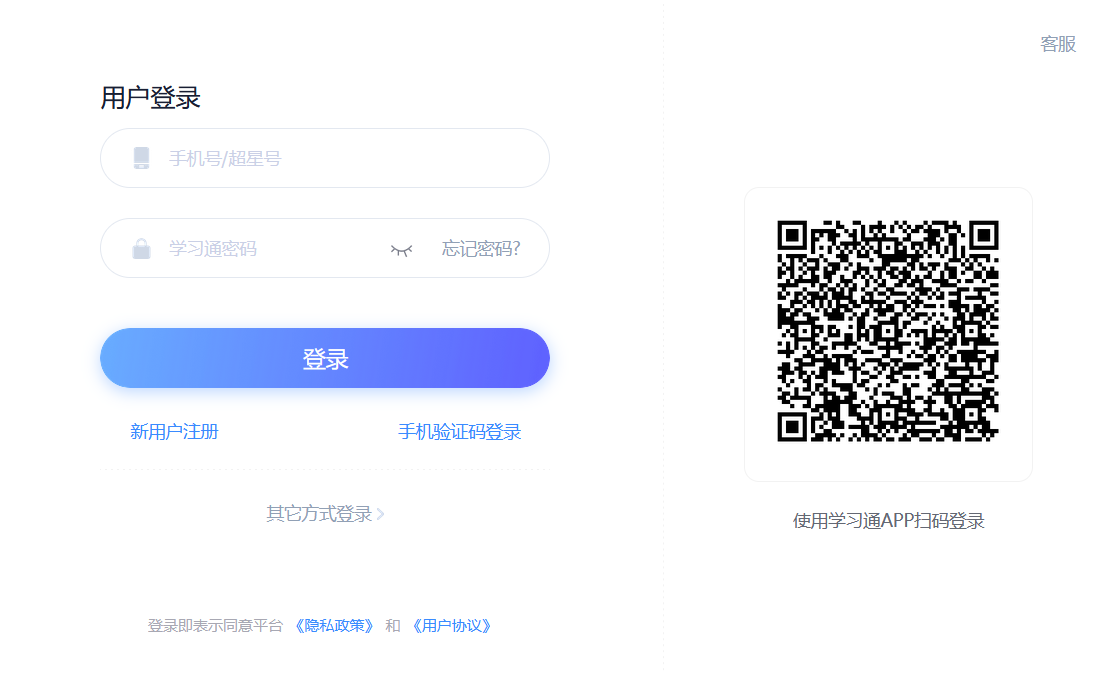 客服
用户登录
手机号/超星号
学习通密码
忘记密码?
登录
新用户注册
手机验证码登录
其它方式登录
登录即表示同意平台 《隐私政策》 和 《用户协议》
使用学习通APP扫码登录